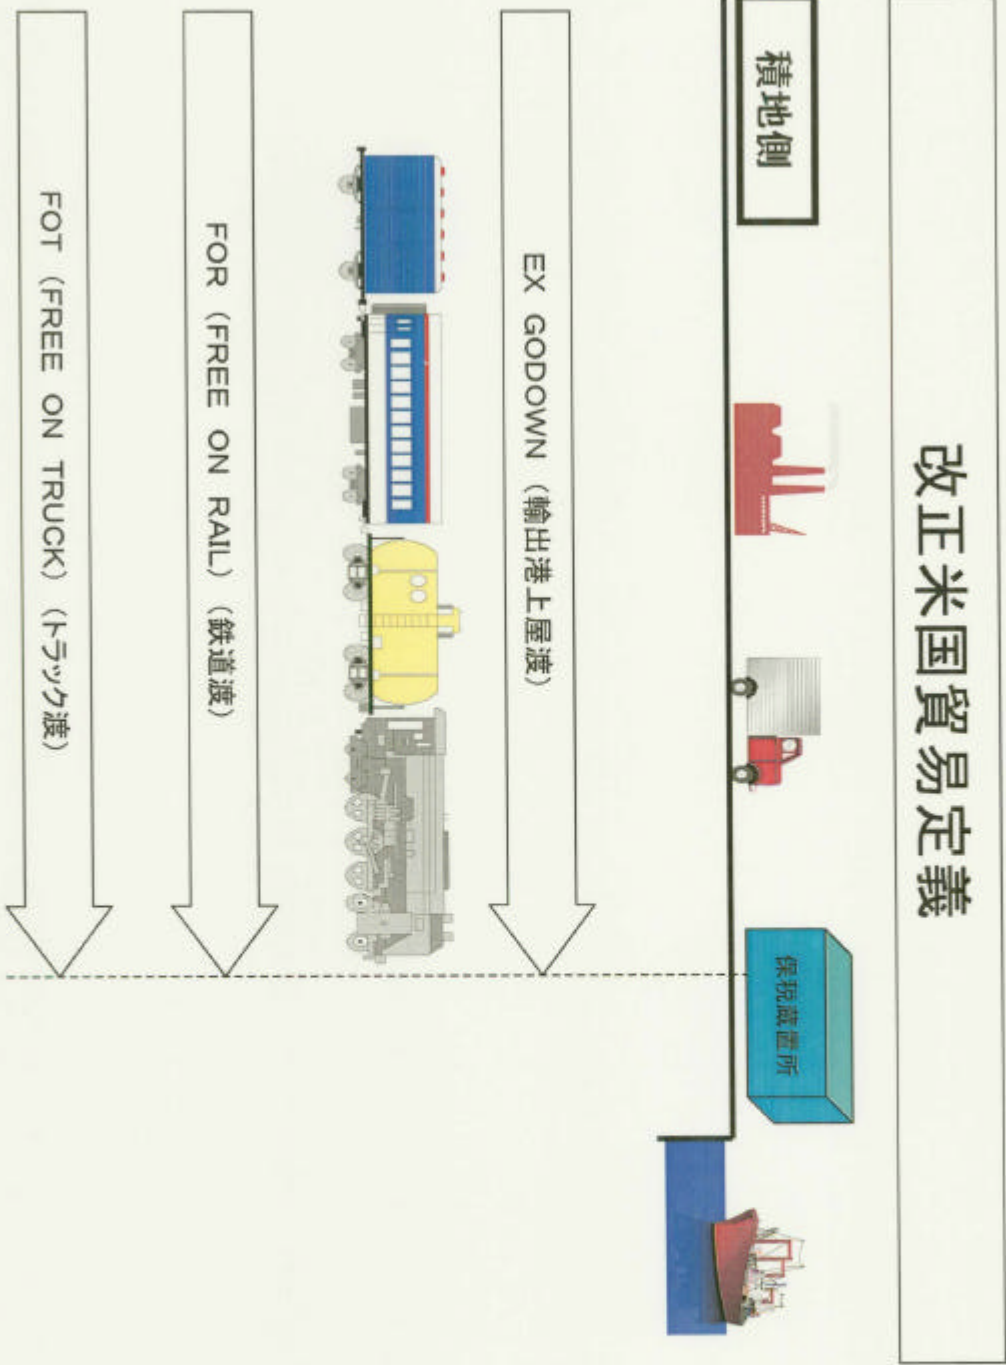 改正米国貿易定義
積地側
保税蔵置所
EX GODOWN (輸出港上屋渡)
FOR (FREE ON RAIL) (鉄道渡)
FOT (FREE ON TRUCK) (トラック渡)